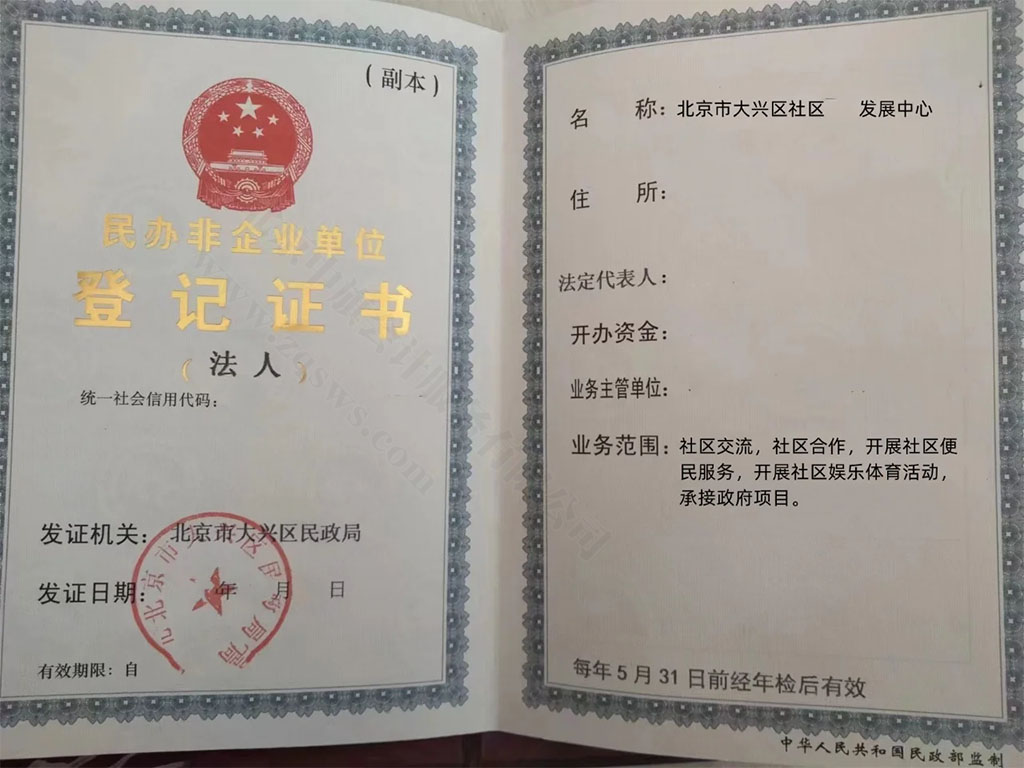 （副本）
民办非企业单位
登记证书
（法人）
统一社会信用代码：
发证机关： 北京市大兴区民政局
发证日期： 年 月 日
有效期限：自
名 称：北京市大兴区社区 发展中心
住 所：
法定代表人：
开办资金：
业务主管单位：
业务范围：社区交流，社区合作，开展社区便
民服务，开展社区娱乐体育活动，
承接政府项目。
每年5月31日前经年检后有效
中华人民共和国民政部监制
www.zqsws.com